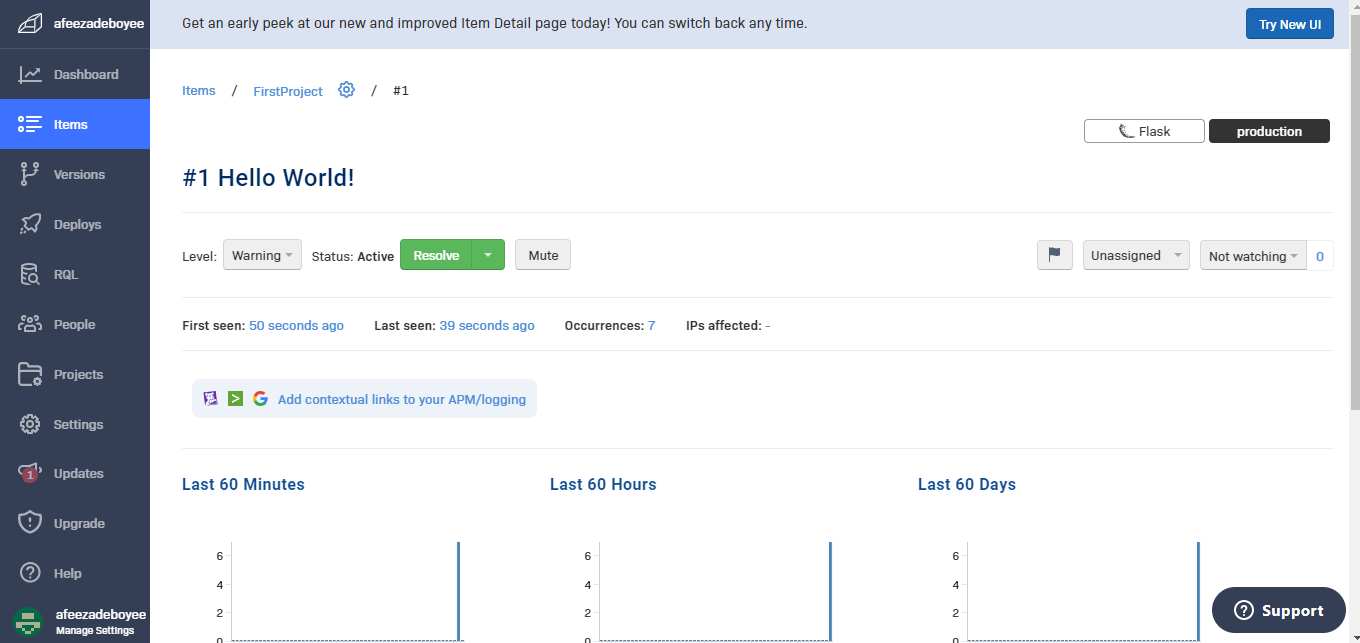 afeezadeboyee
Get an early peek at our new and improved Item Detail page today! You can switch back any time.
Try New UI
Dashboard
Items
Versions
Deploys
RQL
People
Projects
Settings
1
Updates
Upgrade
Help
afeezadeboyee
Manage Settings
Items / FirstProject / #1
Flask production
#1 Hello World!
Level: Warning Status: Active Resolve Mute Unassigned Not watching 0
First seen: 50 seconds ago Last seen: 39 seconds ago Occurrences: 7 IPs affected: -
Add contextual links to your APM/logging
Last 60 Minutes Last 60 Hours Last 60 Days
6 6 6
4 4 4
2 2 2
0 0 0
Support